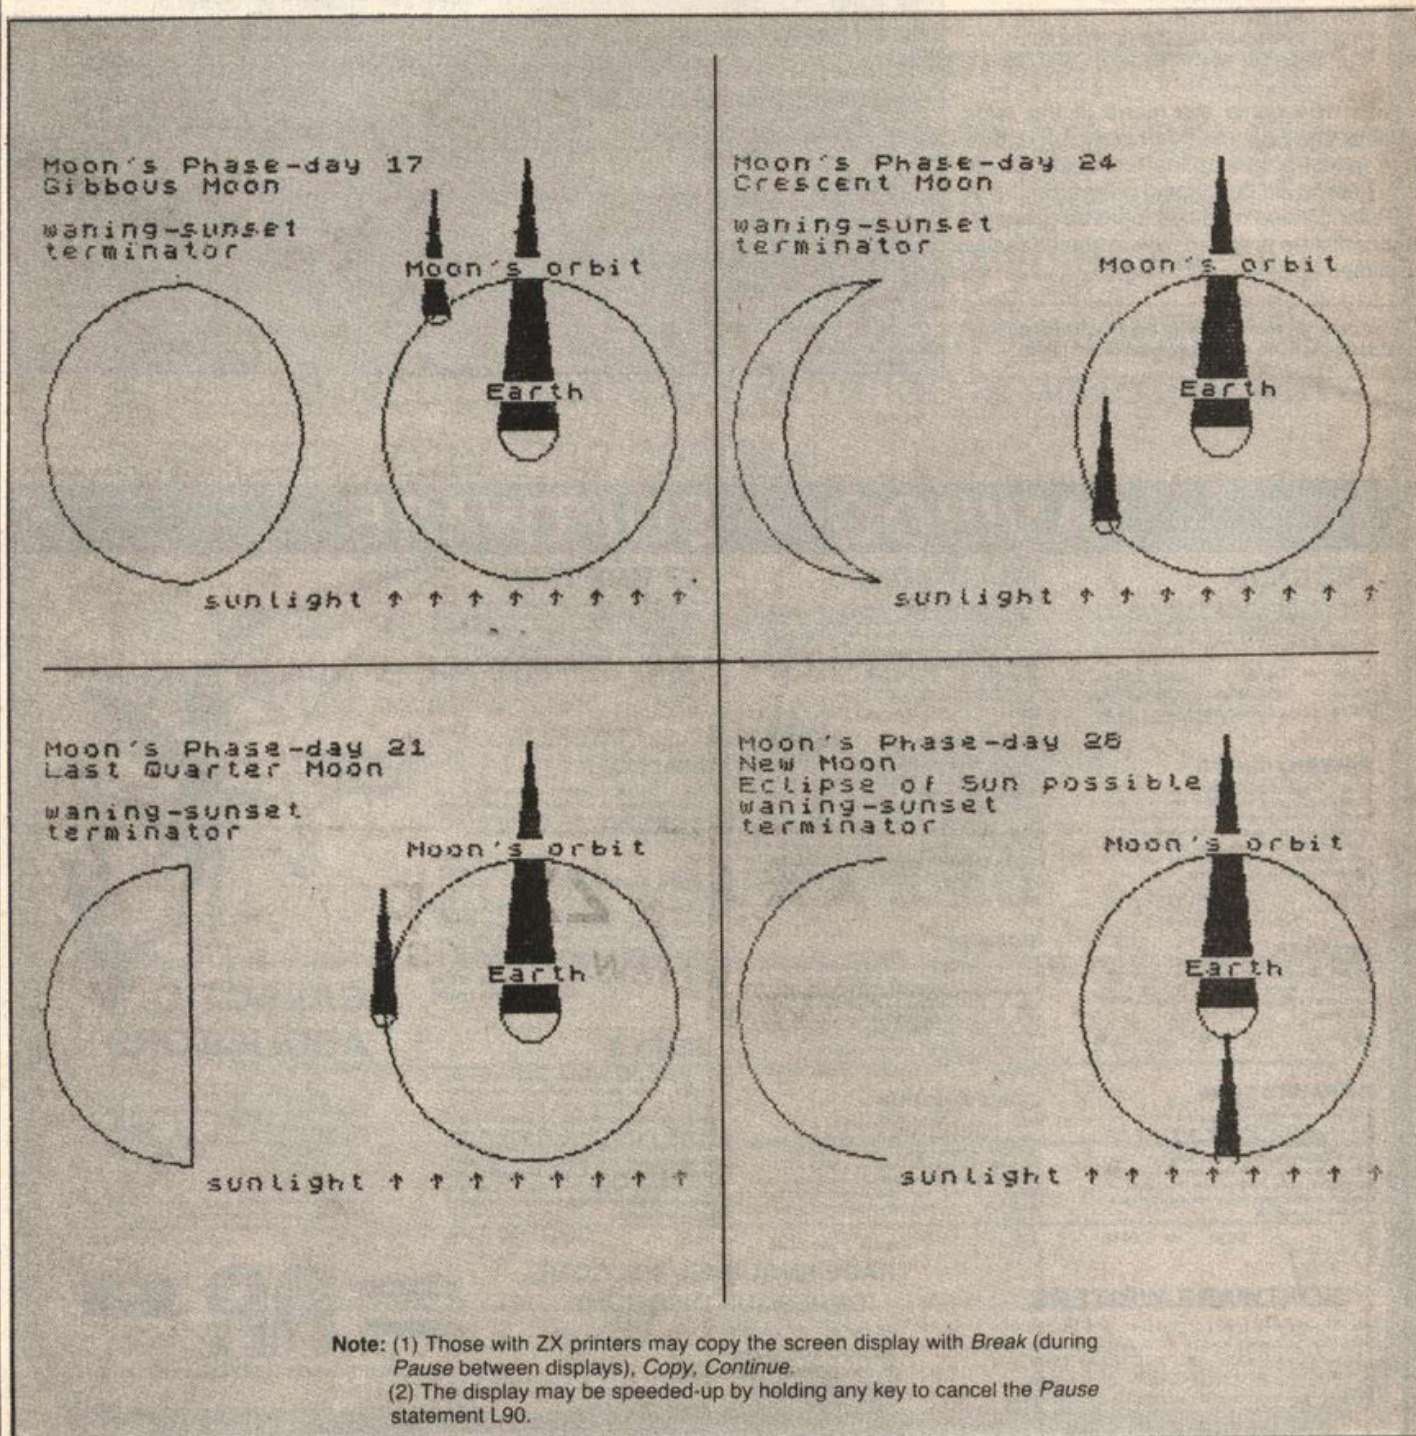 Moon's Phase-day 17
Gibbous Moon
waning-sunset
terminator
Moon's orbit
Earth
sunlight ↑ ↑ ↑ ↑ ↑ ↑ ↑ ↑
Moon's Phase-day 24
Crescent Moon
waning-sunset
terminator
Moon's orbit
Earth
sunlight ↑ ↑ ↑ ↑ ↑ ↑ ↑ ↑
Moon's Phase-day 21
Last Quarter Moon
waning-sunset
terminator
Moon's orbit
Earth
sunlight ↑ ↑ ↑ ↑ ↑ ↑ ↑ ↑
Moon's Phase-day 28
New Moon
Eclipse of Sun possible
waning-sunset
terminator
Moon's orbit
Earth
sunlight ↑ ↑ ↑ ↑ ↑ ↑ ↑ ↑
Note: (1) Those with ZX printers may copy the screen display with Break (during
Pause between displays), Copy, Continue.
(2) The display may be speeded-up by holding any key to cancel the Pause
statement L90.